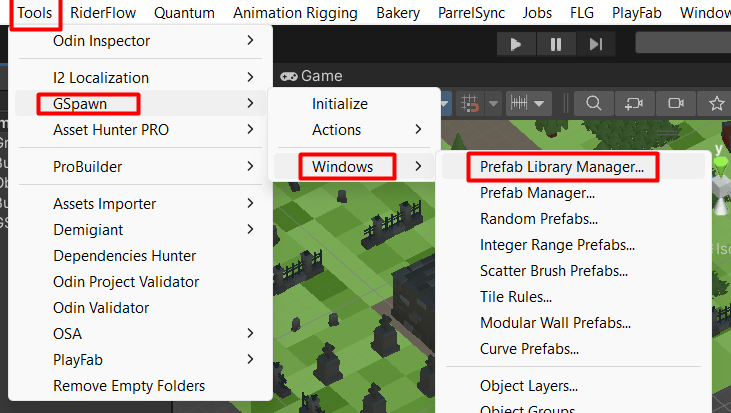 Tools RiderFlow Quantum Animation Rigging Bakery ParrelSync Jobs FLG PlayFab Window
Odin Inspector
Game
I2 Localization
GSpawn
Initialize
Asset Hunter PRO
Actions
ProBuilder
Windows
Prefab Library Manager...
Prefab Manager...
Random Prefabs...
Integer Range Prefabs...
Scatter Brush Prefabs...
Tile Rules...
Modular Wall Prefabs...
Curve Prefabs...
Object Layers...
Object Groups
Assets Importer
Demigiant
Dependencies Hunter
Odin Project Validator
Odin Validator
OSA
PlayFab
Remove Empty Folders
y